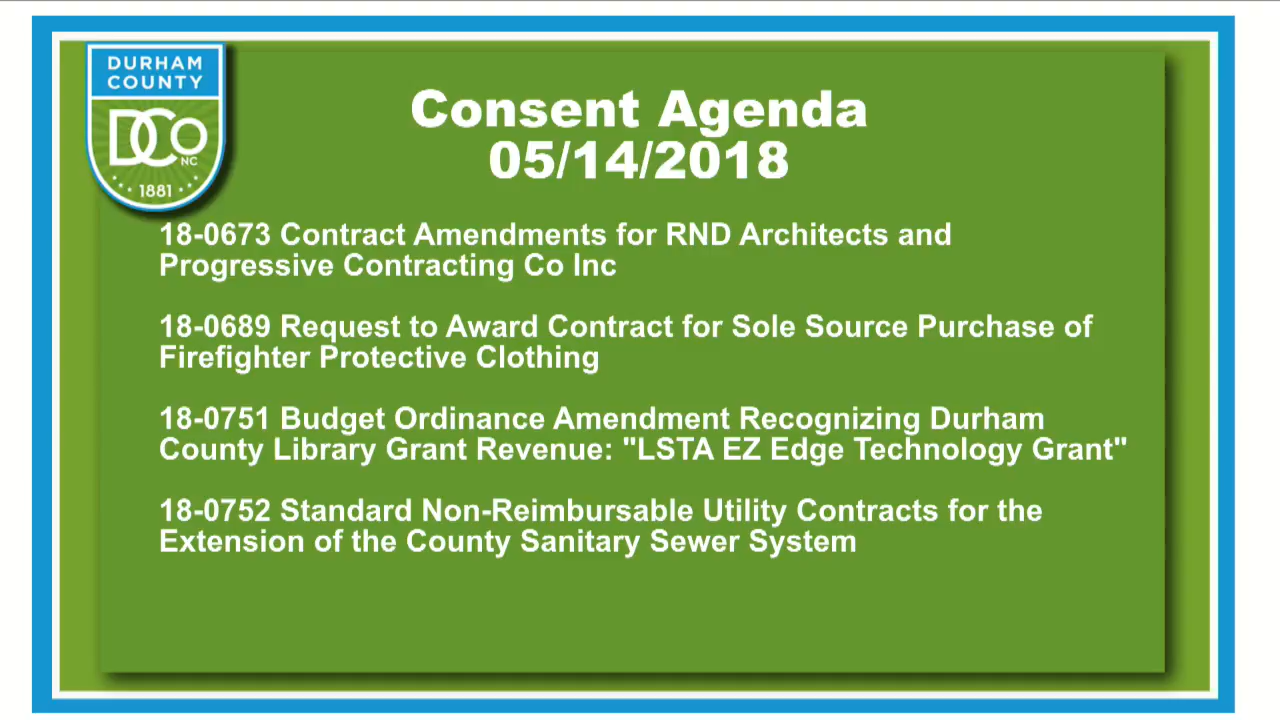 DURHAM
COUNTY
DCo
NC
1881
Consent Agenda
05/14/2018
18-0673 Contract Amendments for RND Architects and
Progressive Contracting Co Inc
18-0689 Request to Award Contract for Sole Source Purchase of
Firefighter Protective Clothing
18-0751 Budget Ordinance Amendment Recognizing Durham
County Library Grant Revenue: "LSTA EZ Edge Technology Grant"
18-0752 Standard Non-Reimbursable Utility Contracts for the
Extension of the County Sanitary Sewer System